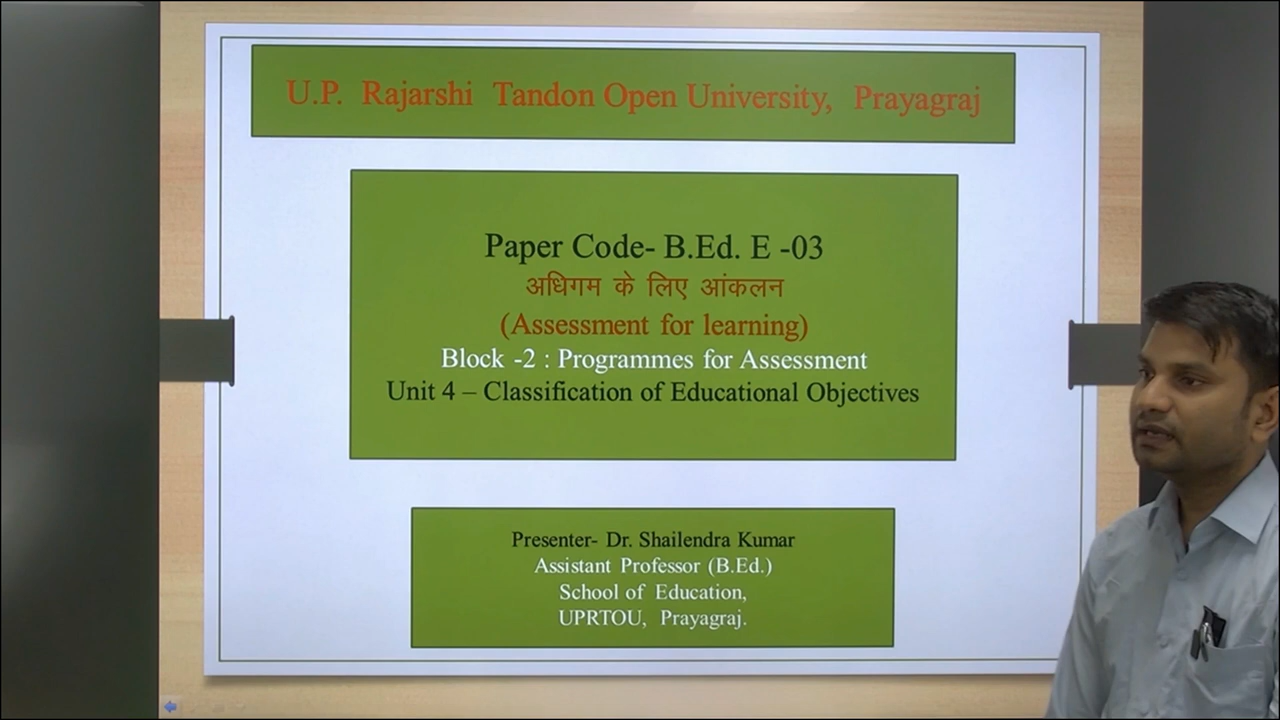 U.P. Rajarshi Tandon Open University, Prayagraj
Paper Code- B.Ed. E -03
अधिगम के लिए आंकलन
(Assessment for learning)
Block -2 : Programmes for Assessment
Unit 4 – Classification of Educational Objectives
Presenter- Dr. Shailendra Kumar
Assistant Professor (B.Ed.)
School of Education,
UPRTOU, Prayagraj.